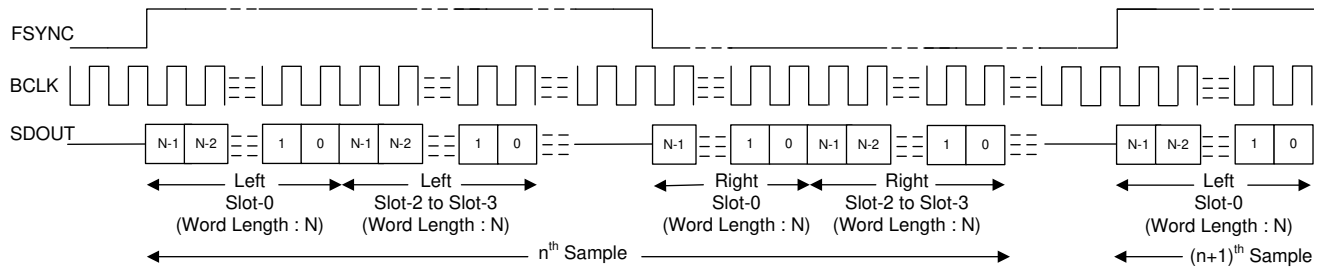 FSYNC
BCLK
SDOUT
N-1 N-2 1 0 N-1 N-2 1 0 N-1 1 0 N-1 N-2 1 0 N-1 N-2 1 0
Left Left Right Right Left
Slot-0 Slot-2 to Slot-3 Slot-0 Slot-2 to Slot-3 Slot-0
(Word Length : N) (Word Length : N) (Word Length : N) (Word Length : N) (Word Length : N)
nth Sample (n+1)th Sample